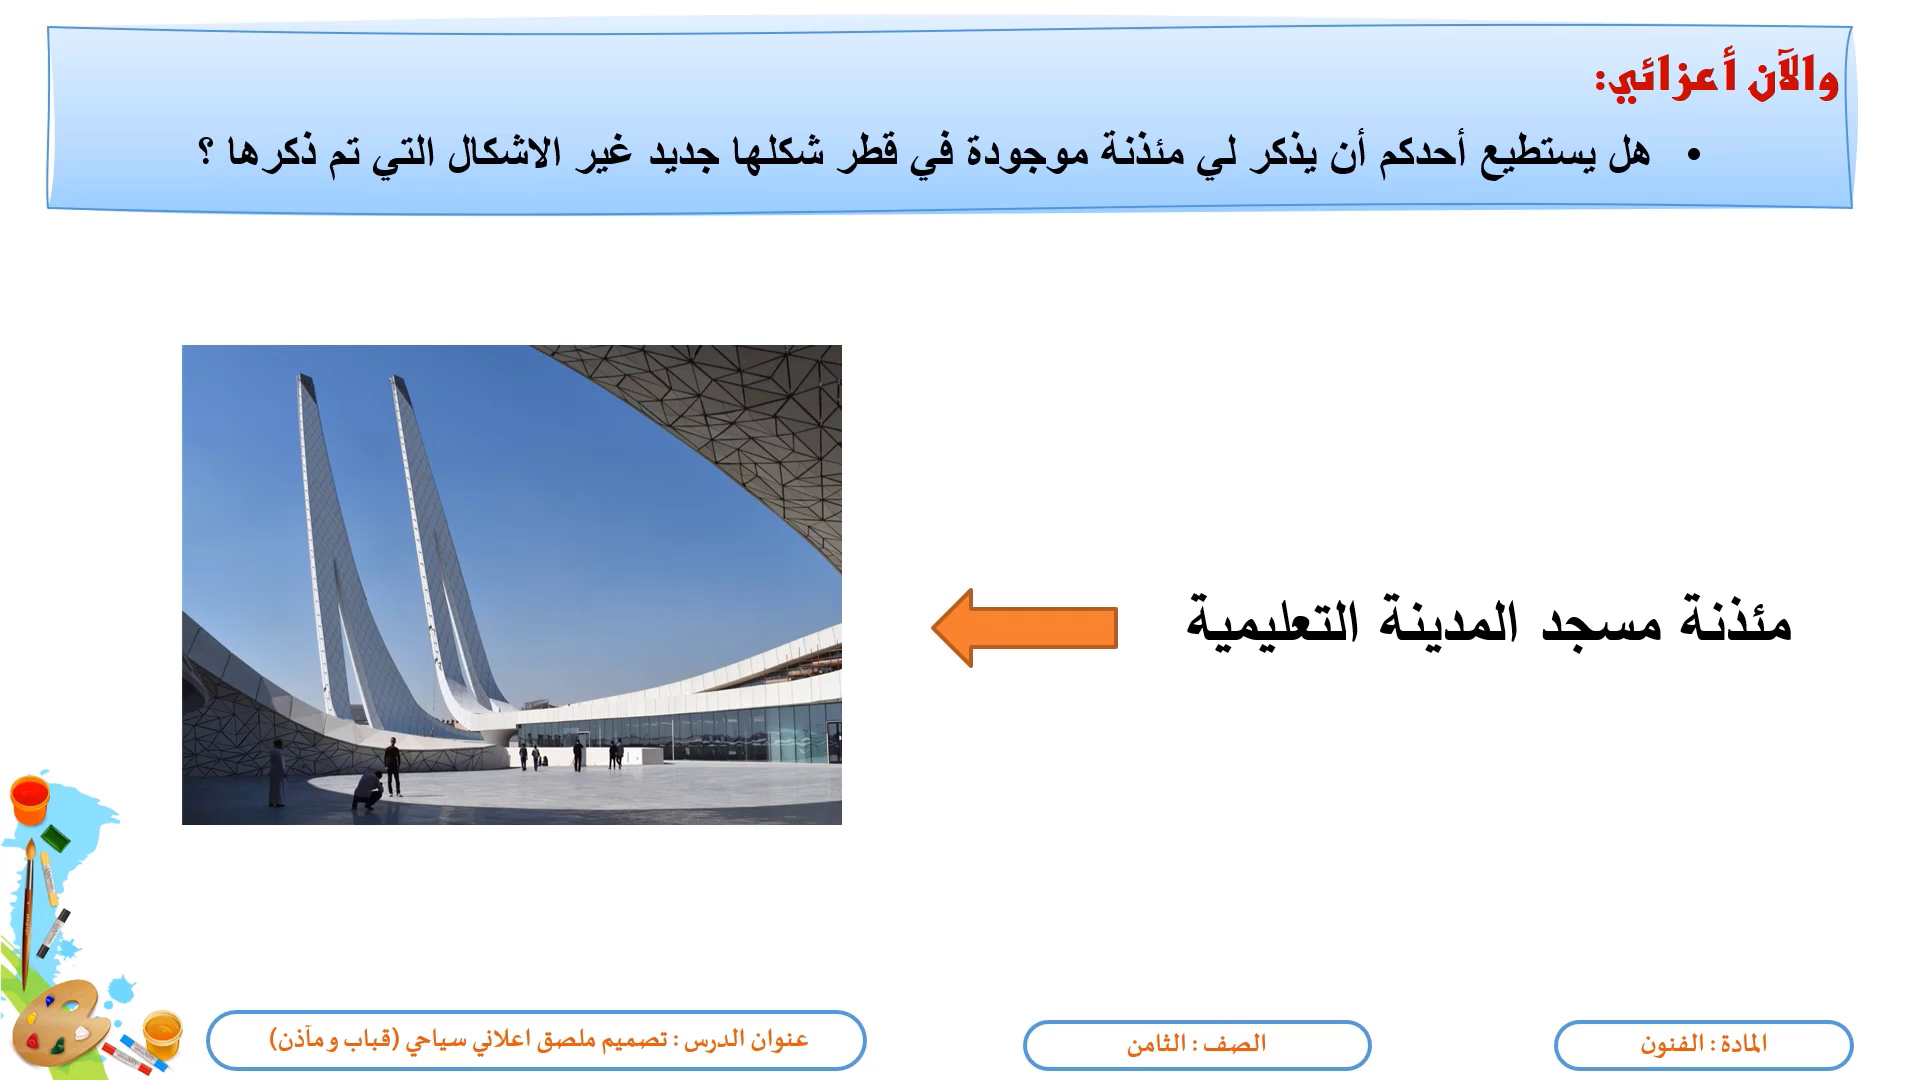 والآن أعزائي:
• هل يستطيع أحدكم أن يذكر لي مئذنة موجودة في قطر شكلها جديد غير الاشكال التي تم ذكرها ؟
مئذنة مسجد المدينة التعليمية
المادة : الفنون
الصف : الثامن
عنوان الدرس : تصميم ملصق اعلاني سياحي (قباب و مآذن)